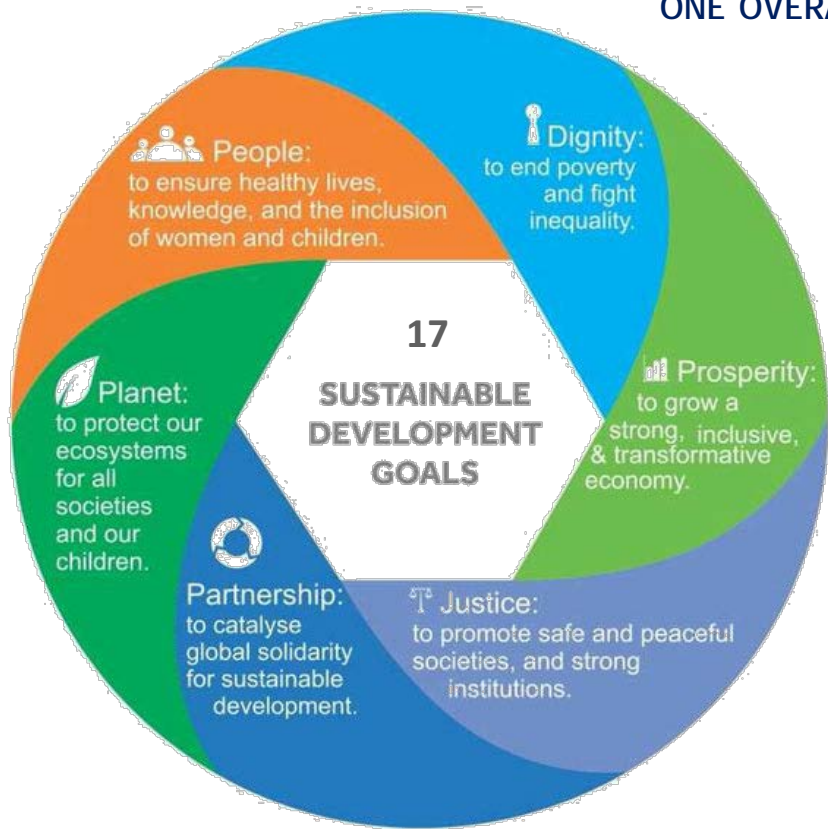 ONE OVERA
People:
to ensure healthy lives,
knowledge, and the inclusion
of women and children.
Dignity:
to end poverty
and fight
inequality.
Prosperity:
to grow a
strong, inclusive,
& transformative
economy.
Justice:
to promote safe and peaceful
societies, and strong
institutions.
Partnership:
to catalyse
global solidarity
for sustainable
development.
Planet:
to protect our
ecosystems
for all
societies
and our
children.
17
SUSTAINABLE
DEVELOPMENT
GOALS